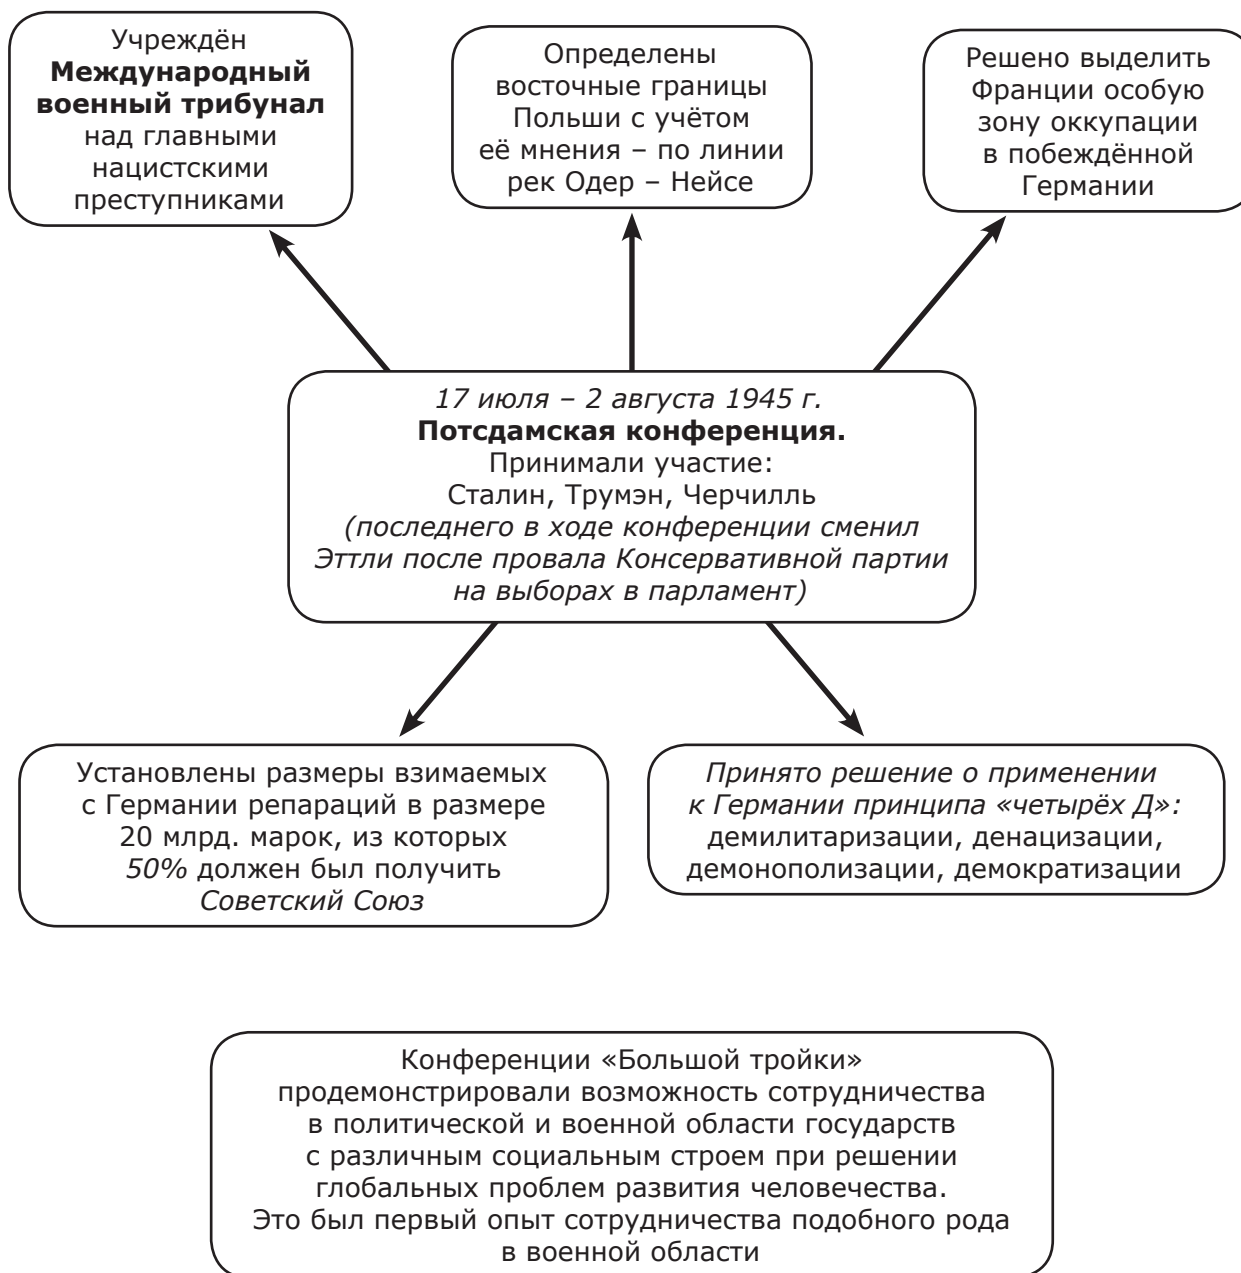 Учреждён
Международный
военный трибунал
над главными
нацистскими
преступниками
Определены
восточные границы
Польши с учётом
её мнения – по линии
рек Одер – Нейсе
Решено выделить
Франции особую
зону оккупации
в побеждённой
Германии
17 июля – 2 августа 1945 г.
Потсдамская конференция.
Принимали участие:
Сталин, Трумэн, Черчилль
(последнего в ходе конференции сменил
Эттли после провала Консервативной партии
на выборах в парламент)
Установлены размеры взимаемых
с Германии репараций в размере
20 млрд. марок, из которых
50% должен был получить
Советский Союз
Принято решение о применении
к Германии принципа «четырёх Д»:
демилитаризации, денацизации,
демонополизации, демократизации
Конференции «Большой тройки»
продемонстрировали возможность сотрудничества
в политической и военной области государств
с различным социальным строем при решении
глобальных проблем развития человечества.
Это был первый опыт сотрудничества подобного рода
в военной области